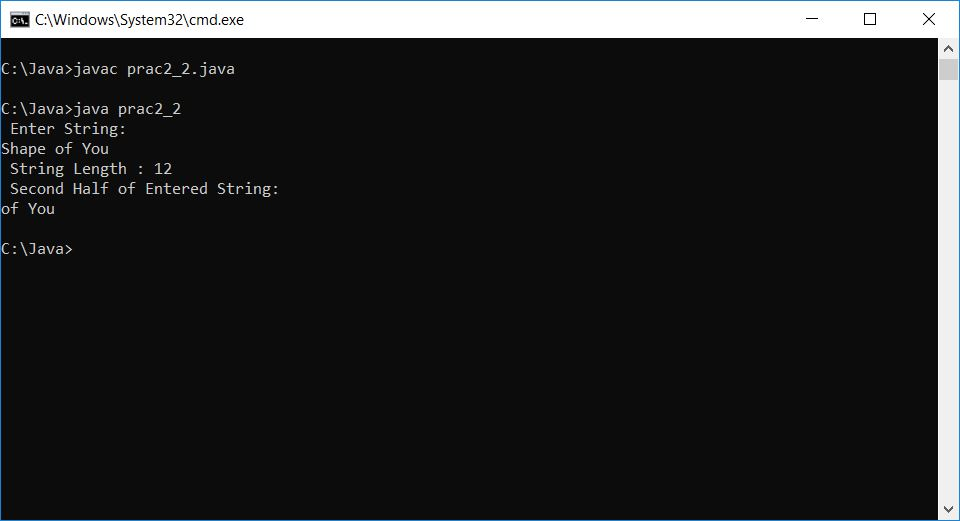 C:\Windows\System32\cmd.exe
C:\Java>javac prac2_2.java
C:\Java>java prac2_2
Enter String:
Shape of You
String Length : 12
Second Half of Entered String:
of You
C:\Java>